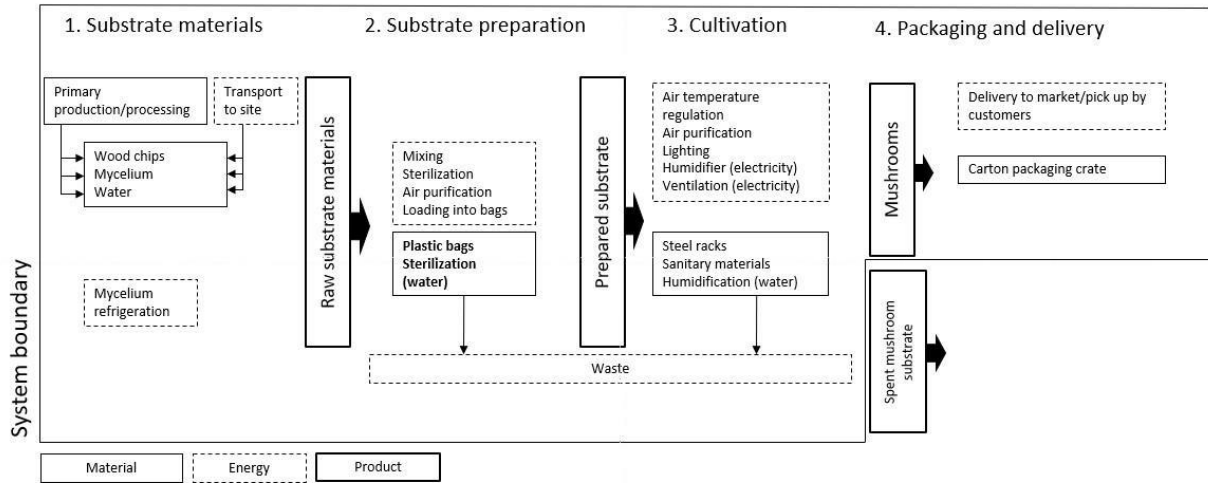 1. Substrate materials
2. Substrate preparation
3. Cultivation
4. Packaging and delivery
System boundary
Primary
production/processing
Transport
to site
Wood chips
Mycelium
Water
Mycelium
refrigeration
Raw substrate materials
Mixing
Sterilization
Air purification
Loading into bags
Plastic bags
Sterilization
(water)
Prepared substrate
Air temperature
regulation
Air purification
Lighting
Humidifier (electricity)
Ventilation (electricity)
Steel racks
Sanitary materials
Humidification (water)
Waste
Mushrooms
Delivery to market/pick up by
customers
Carton packaging crate
Spent mushroom
substrate
Material
Energy
Product